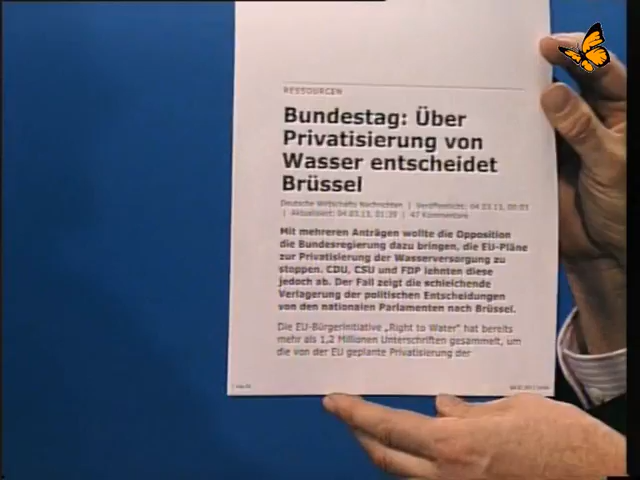 RESSOURCEN
Bundestag: Über
Privatisierung von
Wasser entscheidet
Brüssel
Deutsche Wirtschafts Nachrichten | Veröffentlicht: 04.03.13, 00:03
| Aktualisiert: 04.03.13, 01:39 | 47 Kommentare
Mit mehreren Anträgen wollte die Opposition
die Bundesregierung dazu bringen, die EU-Pläne
zur Privatisierung der Wasserversorgung zu
stoppen. CDU, CSU und FDP lehnten diese
jedoch ab. Der Fall zeigt die schleichende
Verlagerung der politischen Entscheidungen
von den nationalen Parlamenten nach Brüssel.
Die EU-Bürgerinitiative „Right to Water" hat bereits
mehr als 1,2 Millionen Unterschriften gesammelt, um
die von der EU geplante Privatisierung der